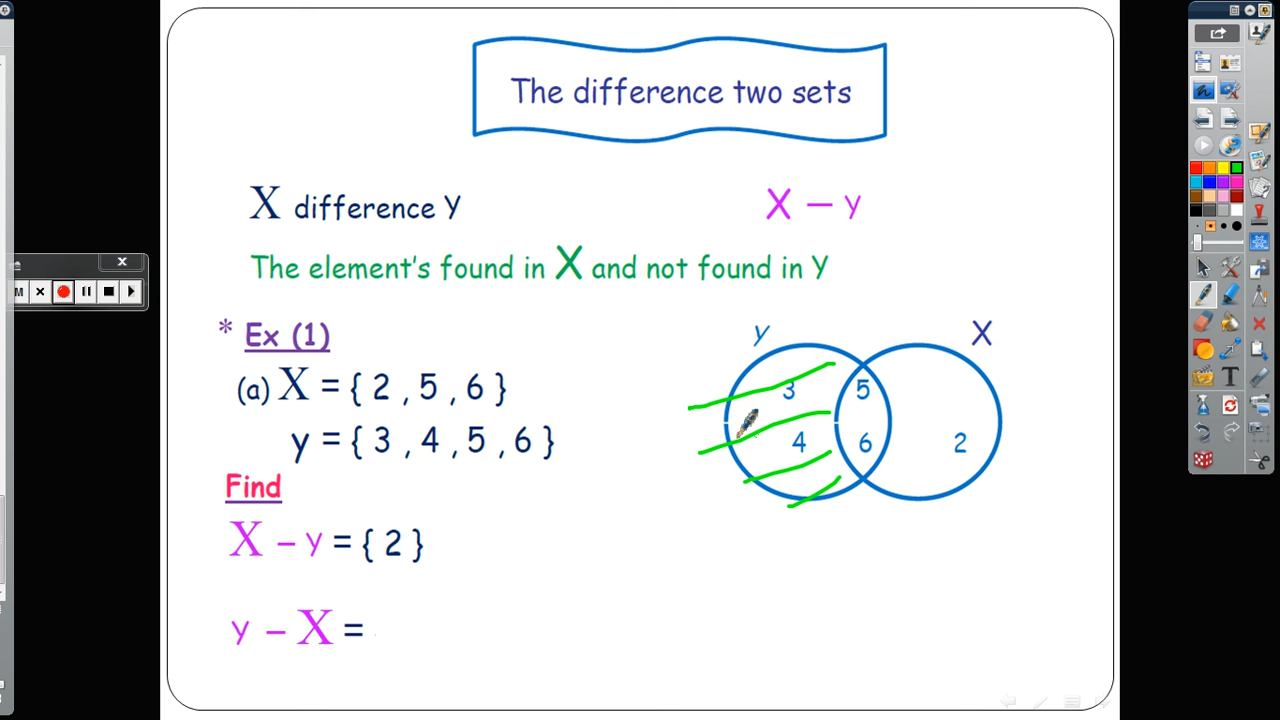 The difference two sets
X difference Y X – Y
The element's found in X and not found in Y
* Ex (1)
(a) X = { 2 , 5 , 6 }
y = { 3 , 4 , 5 , 6 }
Find
X – y = { 2 }
y – X =
y X
3 5
4 6 2
M
T